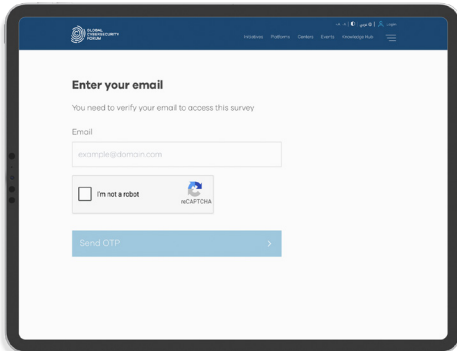 GLOBAL
CYBERSECURITY
FORUM
عربي
Login
Initiatives Platforms Centers Events Knowledge Hub
Enter your email
You need to verify your email to access this survey
Email
example@domain.com
I'm not a robot
reCAPTCHA
Send OTP